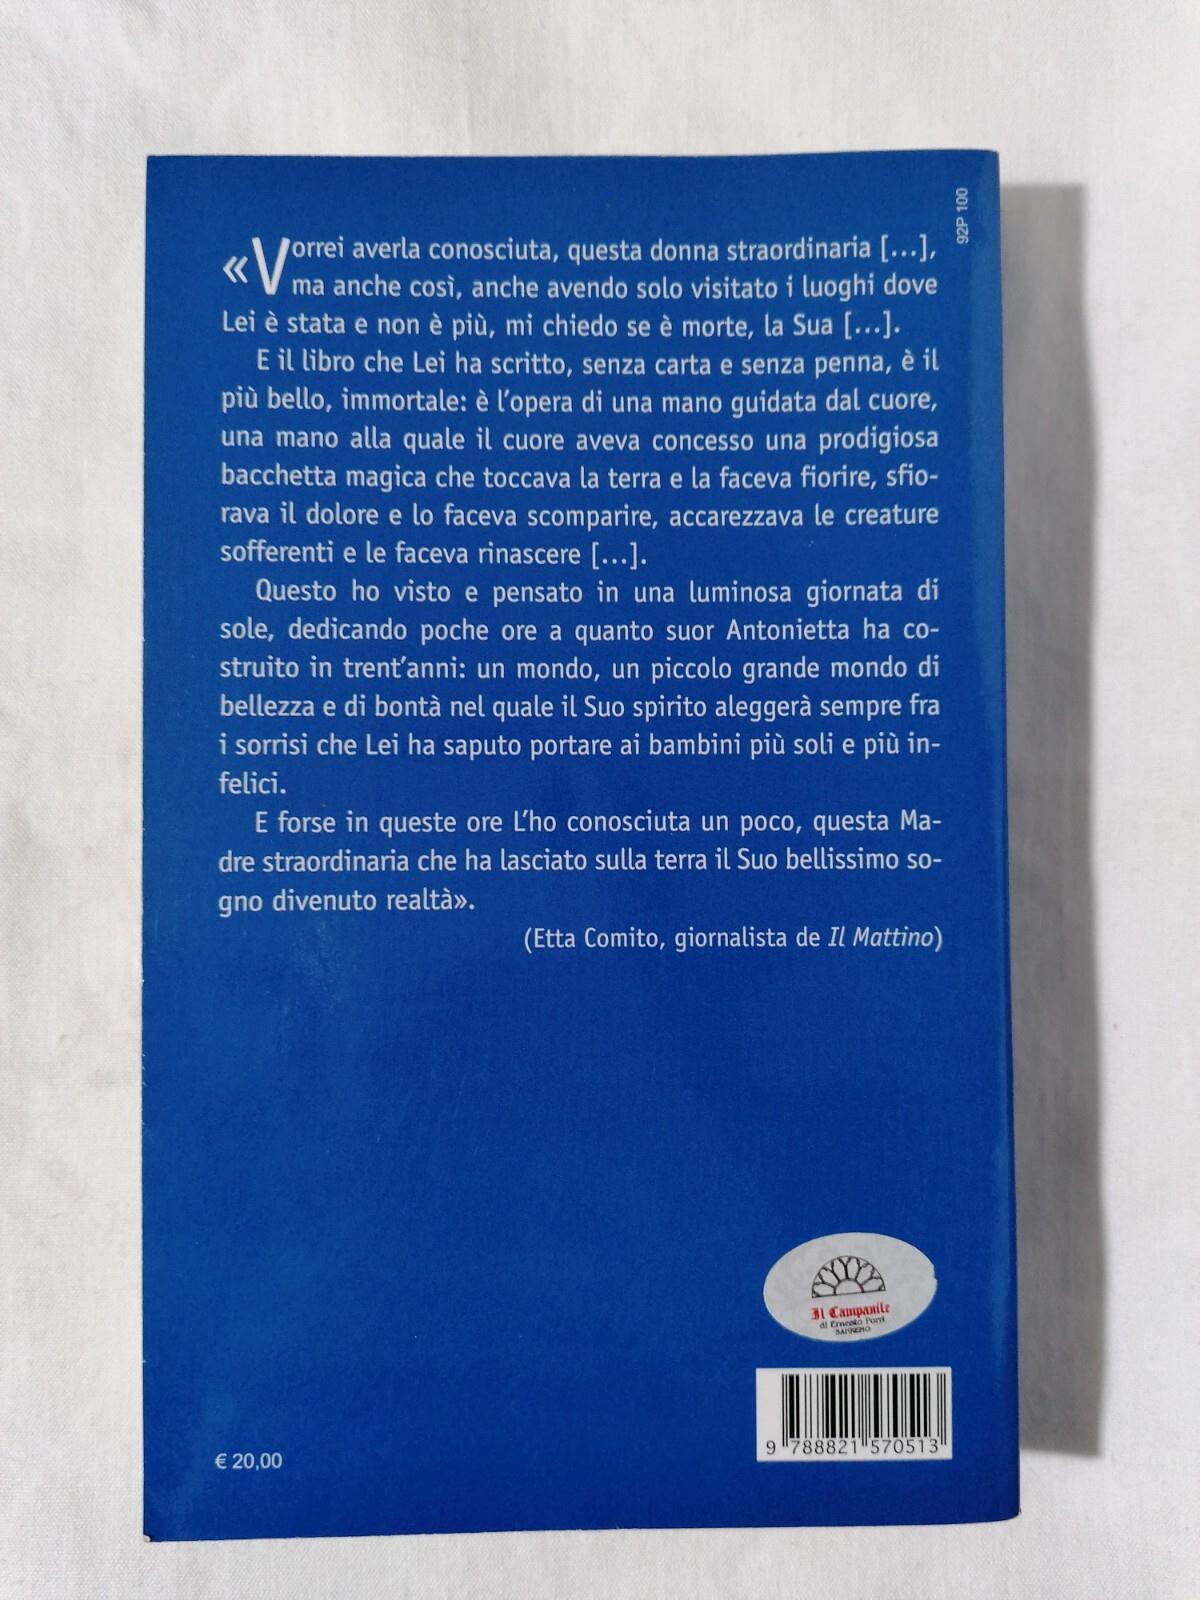 92P 100
«Vorrei averla conosciuta, questa donna straordinaria [...],
ma anche così, anche avendo solo visitato i luoghi dove
Lei è stata e non è più, mi chiedo se è morte, la Sua [...].
E il libro che Lei ha scritto, senza carta e senza penna, è il
più bello, immortale: è l'opera di una mano guidata dal cuore,
una mano alla quale il cuore aveva concesso una prodigiosa
bacchetta magica che toccava la terra e la faceva fiorire, sfio-
rava il dolore e lo faceva scomparire, accarezzava le creature
sofferenti e le faceva rinascere [...].
Questo ho visto e pensato in una luminosa giornata di
sole, dedicando poche ore a quanto suor Antonietta ha co-
struito in trent'anni: un mondo, un piccolo grande mondo di
bellezza e di bontà nel quale il Suo spirito aleggerà sempre fra
i sorrisi che Lei ha saputo portare ai bambini più soli e più in-
felici.
E forse in queste ore L'ho conosciuta un poco, questa Ma-
dre straordinaria che ha lasciato sulla terra il Suo bellissimo so-
gno divenuto realtà».
(Etta Comito, giornalista de Il Mattino)
Il Campanile
di Ernesto Porri
SANREMO
9 788821 570513
€ 20,00